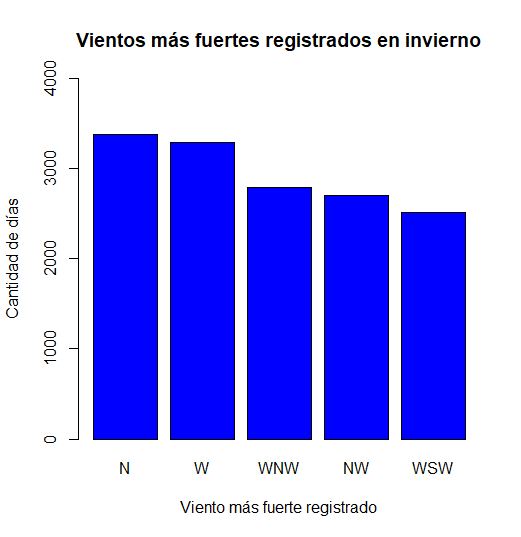 Vientos más fuertes registrados en invierno
Cantidad de días
4000
3000
2000
1000
0
N W WNW NW WSW
Viento más fuerte registrado